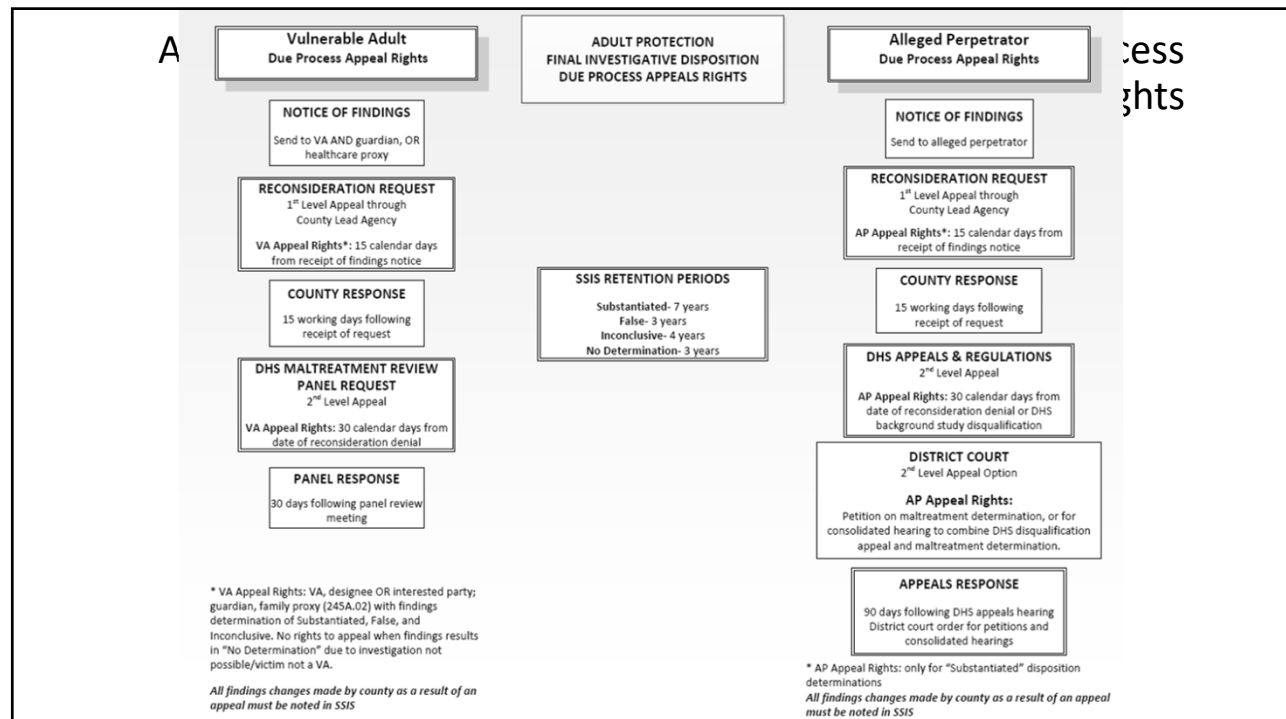 A
cess
ghts
Vulnerable Adult
Due Process Appeal Rights
NOTICE OF FINDINGS
Send to VA AND guardian, OR
healthcare proxy
RECONSIDERATION REQUEST
1st Level Appeal through
County Lead Agency
VA Appeal Rights*: 15 calendar days
from receipt of findings notice
COUNTY RESPONSE
15 working days following
receipt of request
DHS MALTREATMENT REVIEW
PANEL REQUEST
2nd Level Appeal
VA Appeal Rights: 30 calendar days from
date of reconsideration denial
PANEL RESPONSE
30 days following panel review
meeting
* VA Appeal Rights: VA, designee OR interested party;
guardian, family proxy (245A.02) with findings
determination of Substantiated, False, and
Inconclusive. No rights to appeal when findings results
in "No Determination" due to investigation not
possible/victim not a VA.
All findings changes made by county as a result of an
appeal must be noted in SSIS
ADULT PROTECTION
FINAL INVESTIGATIVE DISPOSITION
DUE PROCESS APPEALS RIGHTS
SSIS RETENTION PERIODS
Substantiated- 7 years
False- 3 years
Inconclusive- 4 years
No Determination- 3 years
Alleged Perpetrator
Due Process Appeal Rights
NOTICE OF FINDINGS
Send to alleged perpetrator
RECONSIDERATION REQUEST
1st Level Appeal through
County Lead Agency
AP Appeal Rights*: 15 calendar days from
receipt of findings notice
COUNTY RESPONSE
15 working days following
receipt of request
DHS APPEALS & REGULATIONS
2nd Level Appeal
AP Appeal Rights: 30 calendar days from
date of reconsideration denial or DHS
background study disqualification
DISTRICT COURT
2nd Level Appeal Option
AP Appeal Rights:
Petition on maltreatment determination, or for
consolidated hearing to combine DHS disqualification
appeal and maltreatment determination.
APPEALS RESPONSE
90 days following DHS appeals hearing
District court order for petitions and
consolidated hearings
* AP Appeal Rights: only for "Substantiated" disposition
determinations
All findings changes made by county as a result of an appeal
must be noted in SSIS